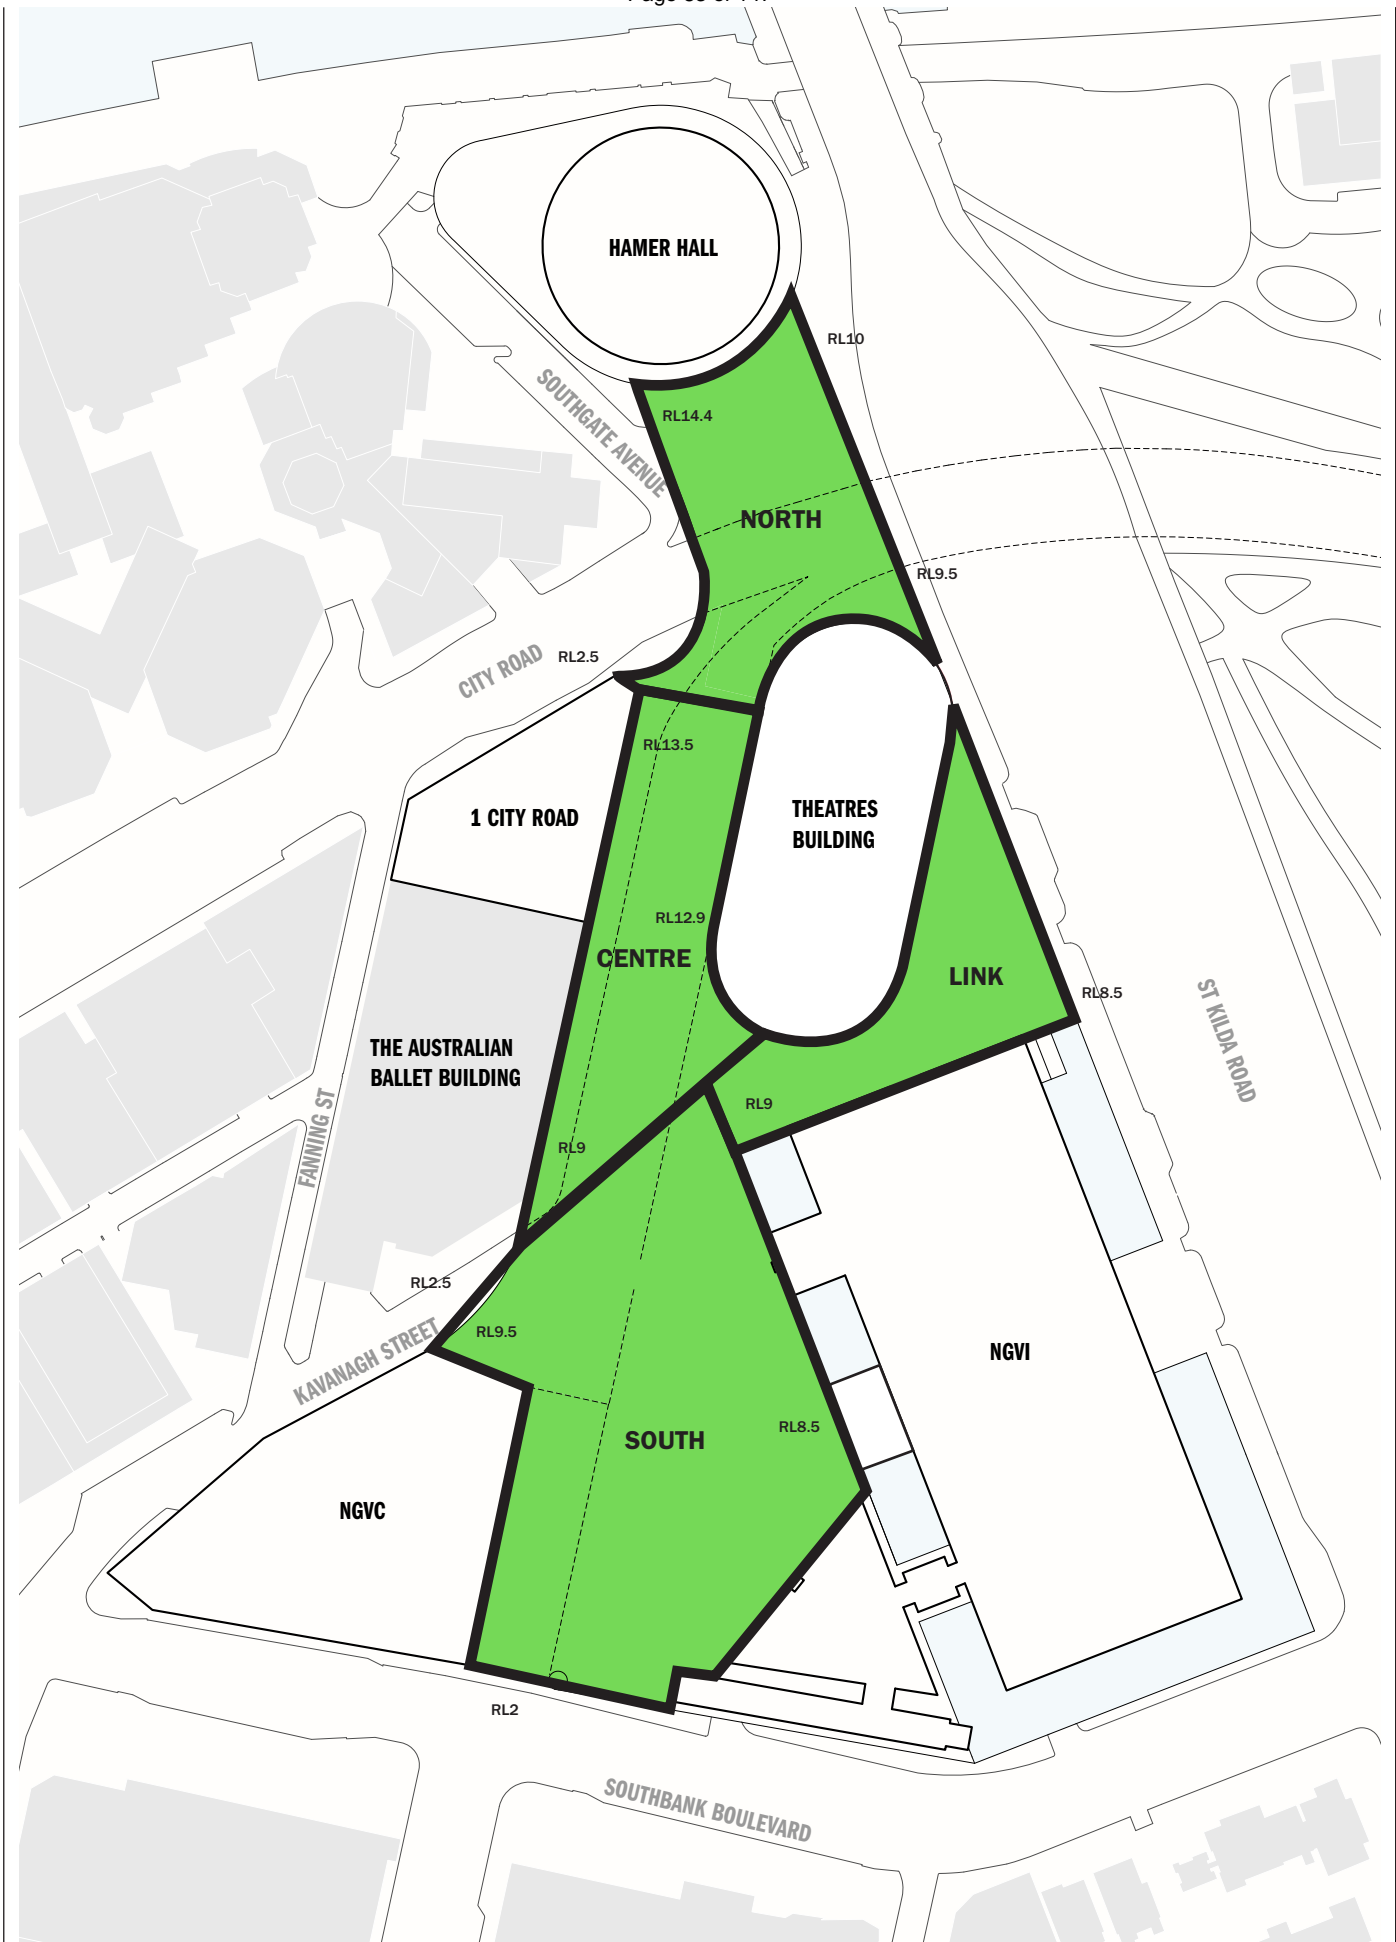 HAMER HALL
RL10
SOUTHGATE AVENUE
RL14.4
NORTH
RL9.5
CITY ROAD
RL2.5
RL13.5
1 CITY ROAD
THEATRES
BUILDING
RL12.9
CENTRE
LINK
RL8.5
ST KILDA ROAD
THE AUSTRALIAN
BALLET BUILDING
FANNING ST
RL9
RL9
RL2.5
RL9.5
KAVANAGH STREET
NGVI
RL8.5
SOUTH
NGVC
RL2
SOUTHBANK BOULEVARD